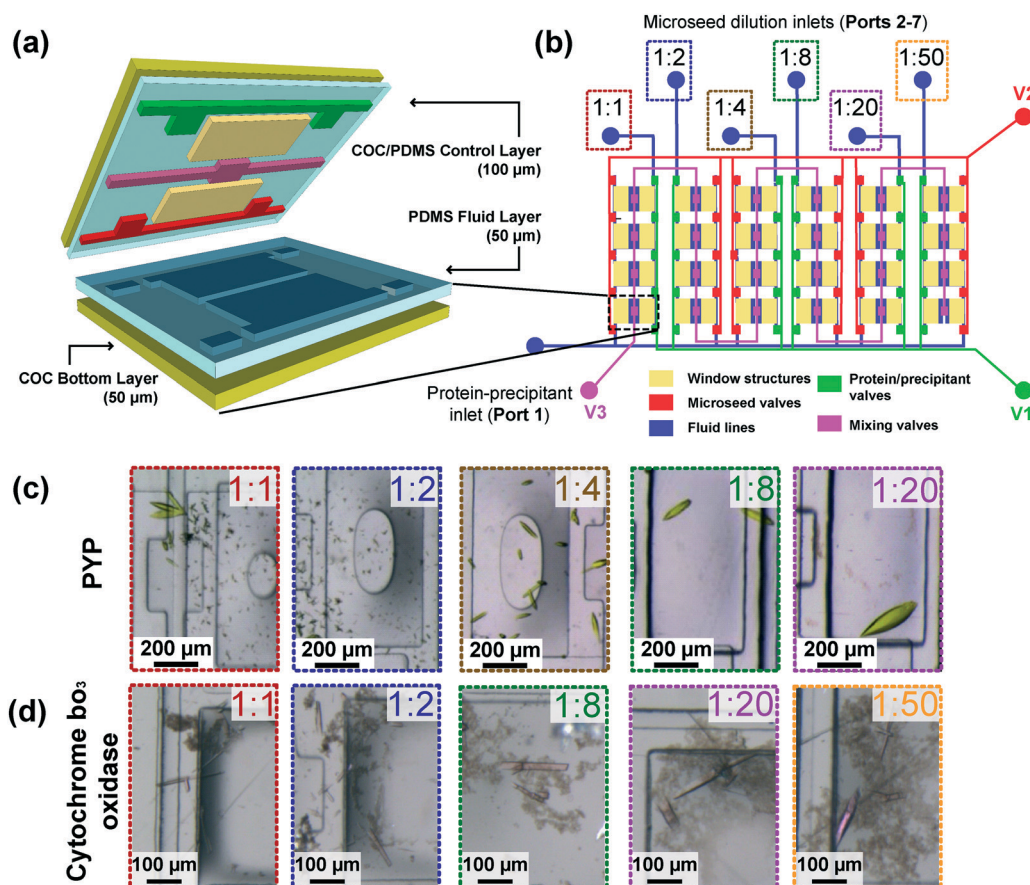 (a)
COC/PDMS Control Layer
(100 µm)
PDMS Fluid Layer
(50 µm)
COC Bottom Layer
(50 µm)
(b)
Microseed dilution inlets (Ports 2-7)
1:2
1:8
1:50
1:1
1:4
1:20
V2
Protein-precipitant
inlet (Port 1)
V3
V1
Window structures
Microseed valves
Fluid lines
Protein/precipitant
valves
Mixing valves
(c)
PYP
1:1
200 µm
1:2
200 µm
1:4
200 µm
1:8
200 µm
1:20
200 µm
(d)
Cytochrome bo₃
oxidase
1:1
100 µm
1:2
100 µm
1:8
100 µm
1:20
100 µm
1:50
100 µm